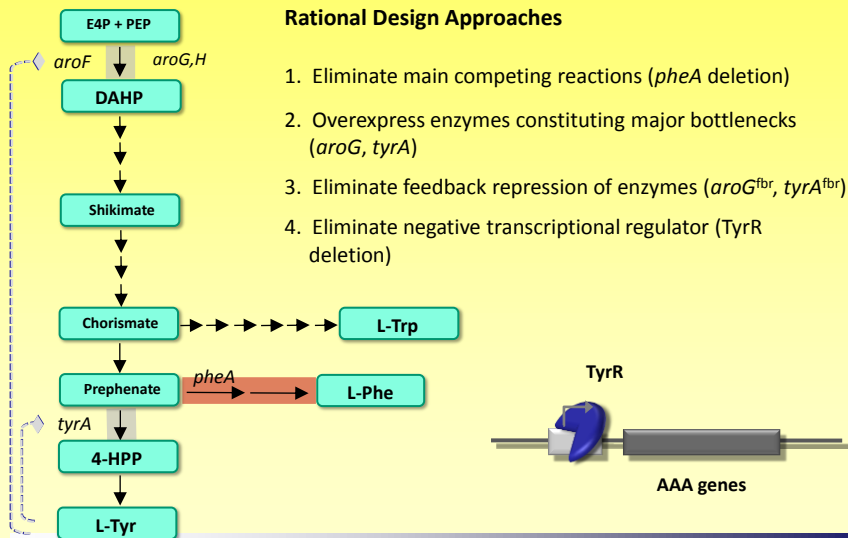 Rational Design Approaches
1. Eliminate main competing reactions (pheA deletion)
2. Overexpress enzymes constituting major bottlenecks
(aroG, tyrA)
3. Eliminate feedback repression of enzymes (aroGfbr, tyrAfbr)
4. Eliminate negative transcriptional regulator (TyrR
deletion)
E4P + PEP
aroF
aroG,H
DAHP
Shikimate
Chorismate
L-Trp
Prephenate
pheA
L-Phe
tyrA
4-HPP
L-Tyr
TyrR
AAA genes